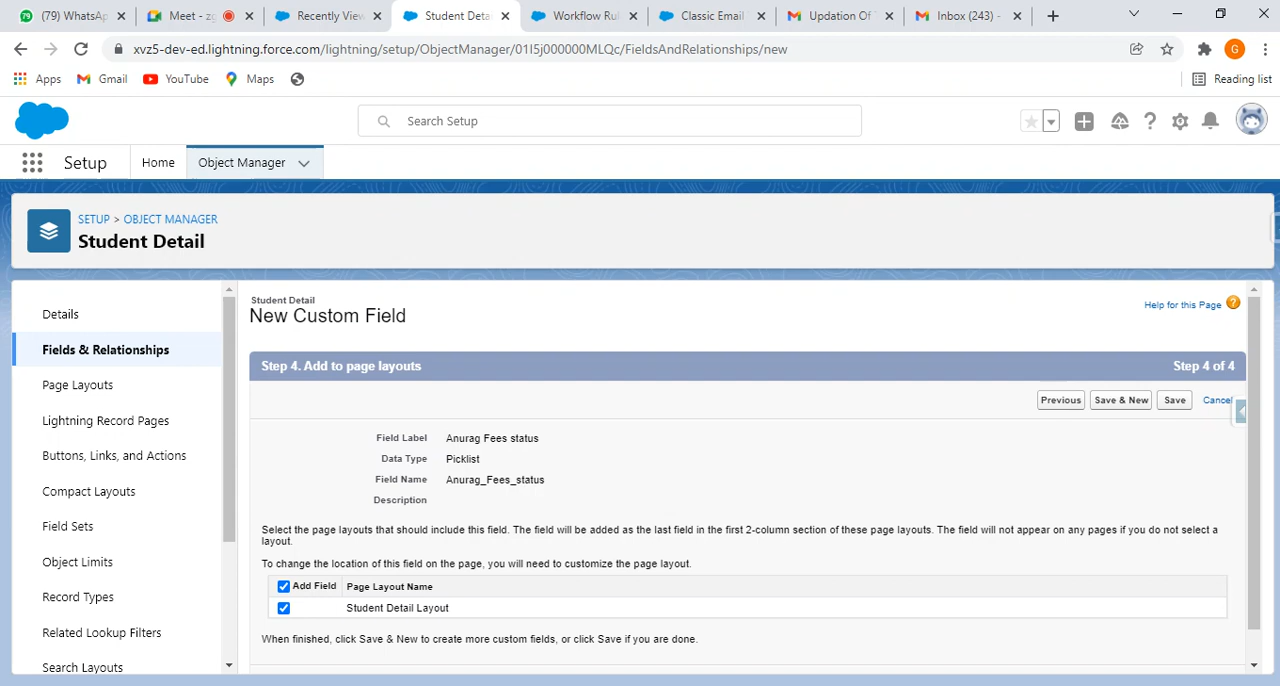 79 (79) WhatsA
Meet - zg
Recently View
Student Deta
Workflow Ru
Classic Email
Updation Of
Inbox (243) -
xvz5-dev-ed.lightning.force.com/lightning/setup/ObjectManager/01I5j000000MLQc/FieldsAndRelationships/new
G
Apps Gmail YouTube Maps Reading list
Search Setup
Setup Home Object Manager
SETUP > OBJECT MANAGER
Student Detail
Details
Fields & Relationships
Page Layouts
Lightning Record Pages
Buttons, Links, and Actions
Compact Layouts
Field Sets
Object Limits
Record Types
Related Lookup Filters
Search Layouts
Student Detail
New Custom Field
Help for this Page ?
Step 4. Add to page layouts Step 4 of 4
Previous Save & New Save Cancel
Field Label Anurag Fees status
Data Type Picklist
Field Name Anurag_Fees_status
Description
Select the page layouts that should include this field. The field will be added as the last field in the first 2-column section of these page layouts. The field will not appear on any pages if you do not select a
layout.
To change the location of this field on the page, you will need to customize the page layout.
Add Field Page Layout Name
Student Detail Layout
When finished, click Save & New to create more custom fields, or click Save if you are done.